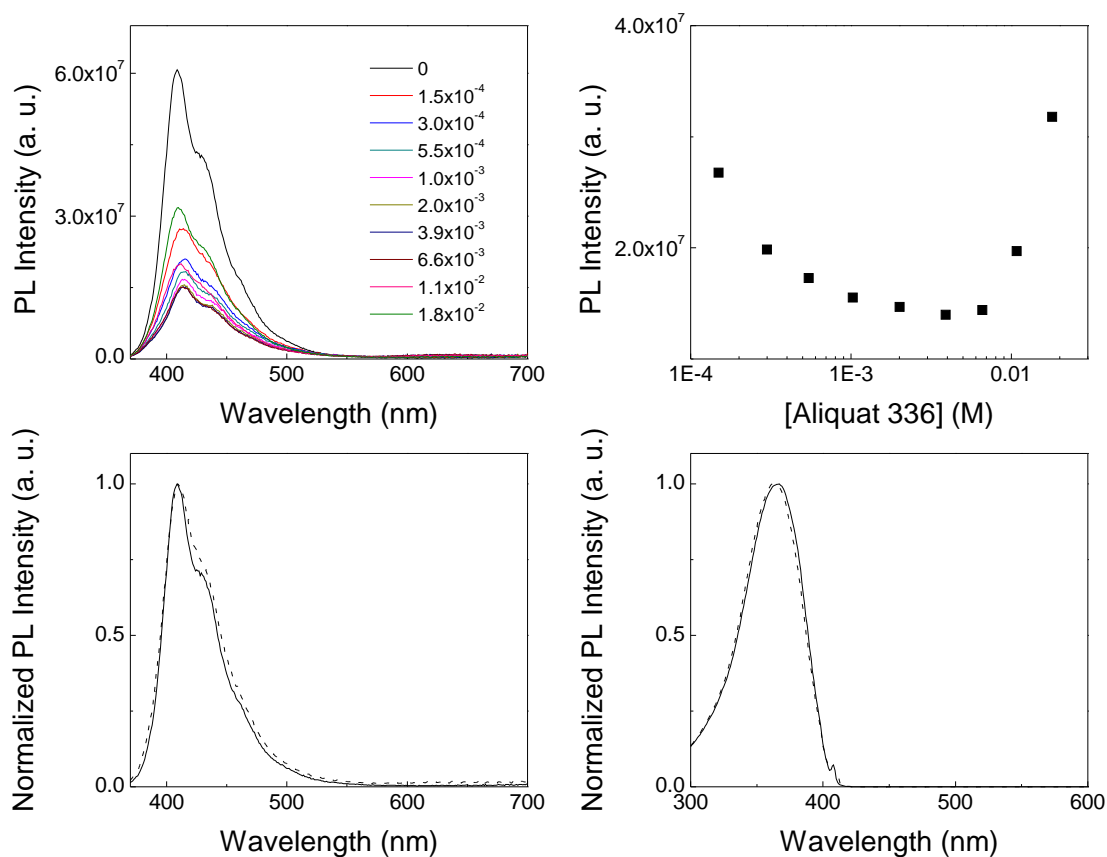 PL Intensity (a. u.)
6.0x10^7
3.0x10^7
0.0
400 500 600 700
Wavelength (nm)
0
1.5x10^-4
3.0x10^-4
5.5x10^-4
1.0x10^-3
2.0x10^-3
3.9x10^-3
6.6x10^-3
1.1x10^-2
1.8x10^-2
PL Intensity (a. u.)
4.0x10^7
2.0x10^7
1E-4 1E-3 0.01
[Aliquat 336] (M)
Normalized PL Intensity (a. u.)
1.0
0.5
0.0
400 500 600 700
Wavelength (nm)
Normalized PL Intensity (a. u.)
1.0
0.5
0.0
300 400 500 600
Wavelength (nm)